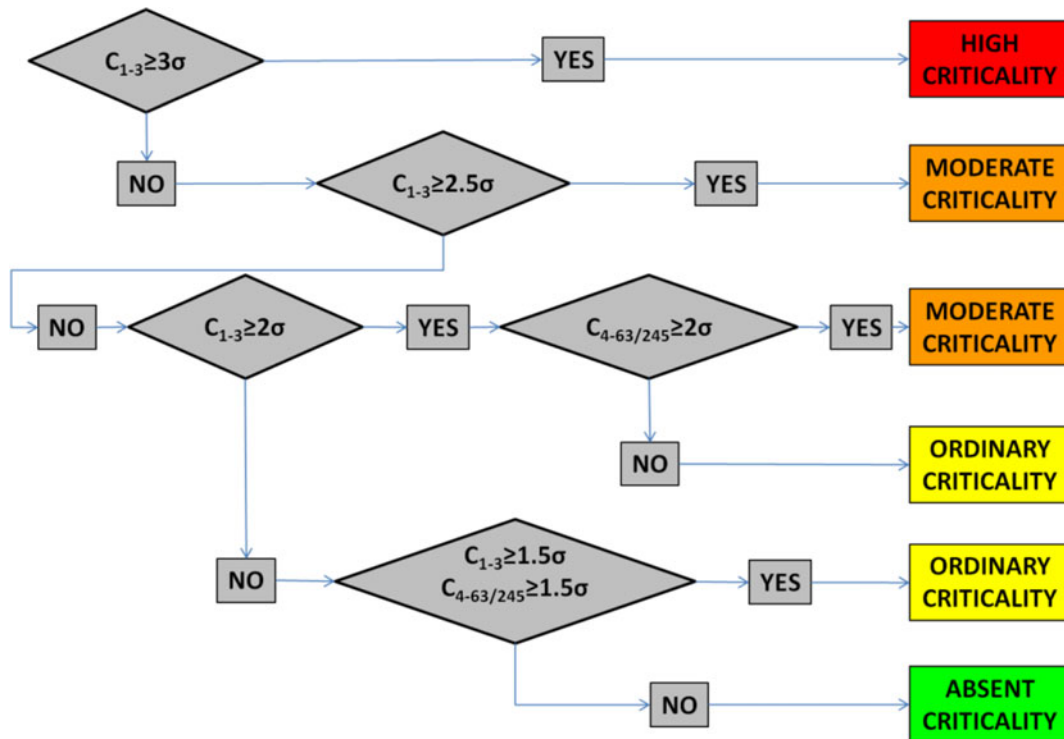 C1-3≥3σ
YES
HIGH
CRITICALITY
NO
C1-3≥2.5σ
YES
MODERATE
CRITICALITY
NO
C1-3≥2σ
YES
C4-63/245≥2σ
YES
MODERATE
CRITICALITY
NO
ORDINARY
CRITICALITY
NO
C1-3≥1.5σ
C4-63/245≥1.5σ
YES
ORDINARY
CRITICALITY
NO
ABSENT
CRITICALITY